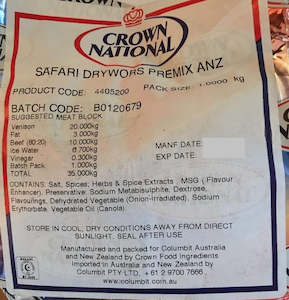 CROWN
CROWN
NATIONAL
SAFARI DRYWORS PREMIX ANZ
PRODUCT CODE: 4405200 PACK SIZE: 1.0000 kg
BATCH CODE: B0120679
SUGGESTED MEAT BLOCK
Venison 20.000kg
Fat 3.000kg
Beef (80:20) 10.000kg
Ice Water 0.700kg
Vinegar 0.300kg
Batch Pack 1.000kg
TOTAL 35.000kg
MANF DATE:
EXP DATE:
CONTAINS: Salt, Spices; Herbs & Spice Extracts; MSG (Flavour
Enhancer), Preservative: Sodium Metabisulphite, Dextrose,
Flavourings, Dehydrated Vegetable (Onion-Irradiated), Sodium
Erythorbate, Vegetable Oil (Canola).
STORE IN COOL, DRY CONDITIONS AWAY FROM DIRECT
SUNLIGHT. SEAL AFTER USE
Manufactured and packed for Columbit Australia
and New Zealand by Crown Food Ingredients
Imported in Australia and New Zealand by
Columbit PTY LTD, +61 2 9700 7666
www.columbit.com.au